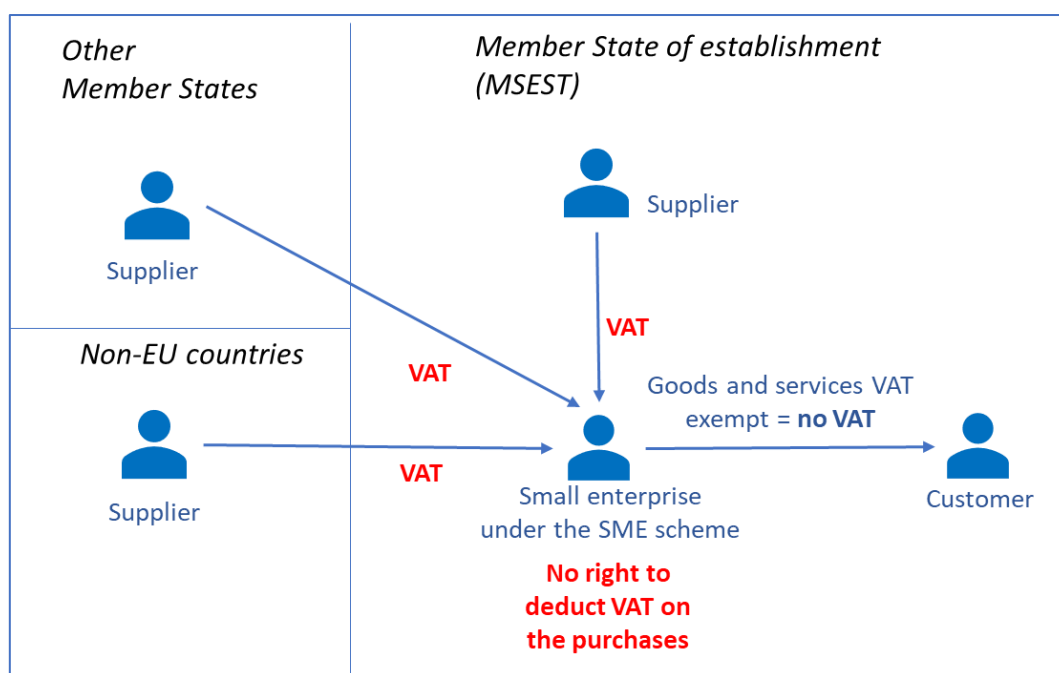 Other
Member States
Supplier
Non-EU countries
Supplier
Member State of establishment
(MSEST)
Supplier
VAT
VAT
VAT
Goods and services VAT
exempt = no VAT
Small enterprise
under the SME scheme
Customer
No right to
deduct VAT on
the purchases